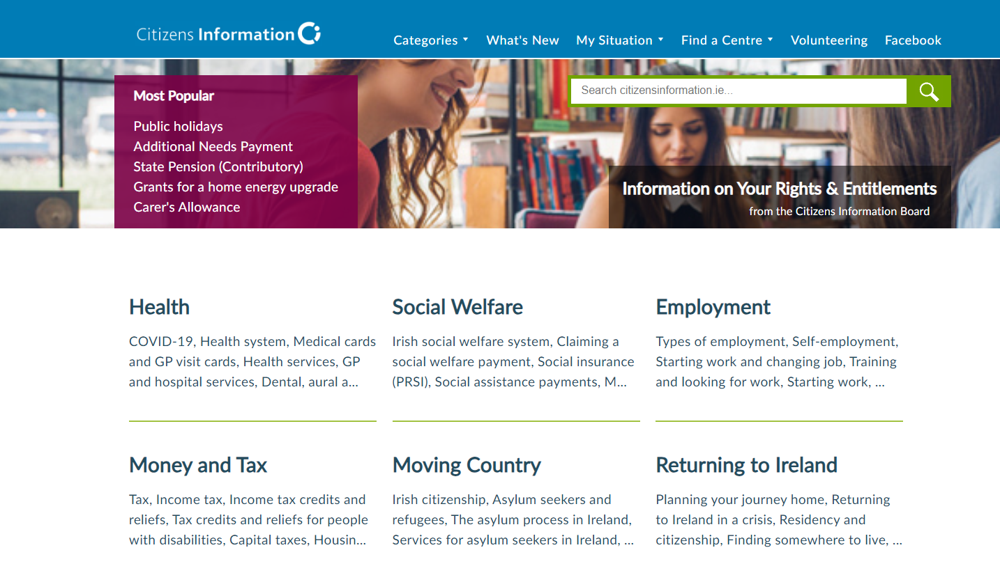 Citizens Information
Categories What's New My Situation Find a Centre Volunteering Facebook
Most Popular
Public holidays
Additional Needs Payment
State Pension (Contributory)
Grants for a home energy upgrade
Carer's Allowance
Search citizensinformation.ie...
Information on Your Rights & Entitlements
from the Citizens Information Board
Health
COVID-19, Health system, Medical cards
and GP visit cards, Health services, GP
and hospital services, Dental, aural a...
Social Welfare
Irish social welfare system, Claiming a
social welfare payment, Social insurance
(PRSI), Social assistance payments, M...
Employment
Types of employment, Self-employment,
Starting work and changing job, Training
and looking for work, Starting work, ...
Money and Tax
Tax, Income tax, Income tax credits and
reliefs, Tax credits and reliefs for people
with disabilities, Capital taxes, Housin...
Moving Country
Irish citizenship, Asylum seekers and
refugees, The asylum process in Ireland,
Services for asylum seekers in Ireland, ...
Returning to Ireland
Planning your journey home, Returning
to Ireland in a crisis, Residency and
citizenship, Finding somewhere to live, ...